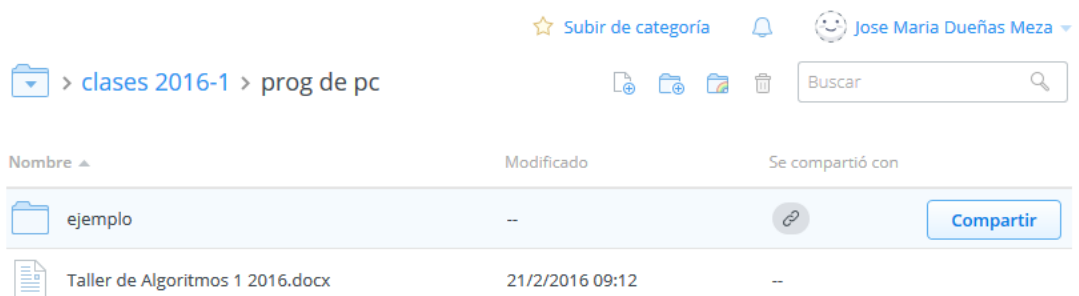 Subir de categoría Jose Maria Dueñas Meza
> clases 2016-1 > prog de pc Buscar
Nombre Modificado Se compartió con
ejemplo -- Compartir
Taller de Algoritmos 1 2016.docx 21/2/2016 09:12 --